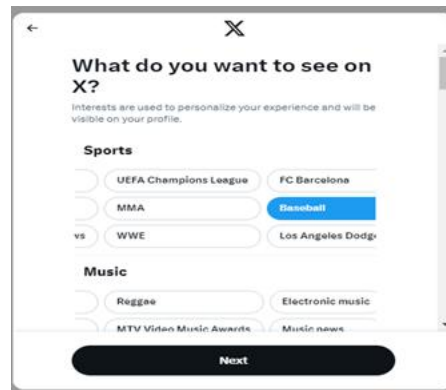 What do you want to see on
X?
Interests are used to personalize your experience and will be
visible on your profile.
Sports
UEFA Champions League FC Barcelona
MMA Baseball
ws WWE Los Angeles Dodge
Music
Reggae Electronic music
MTV Video Music Awards Music news
Next